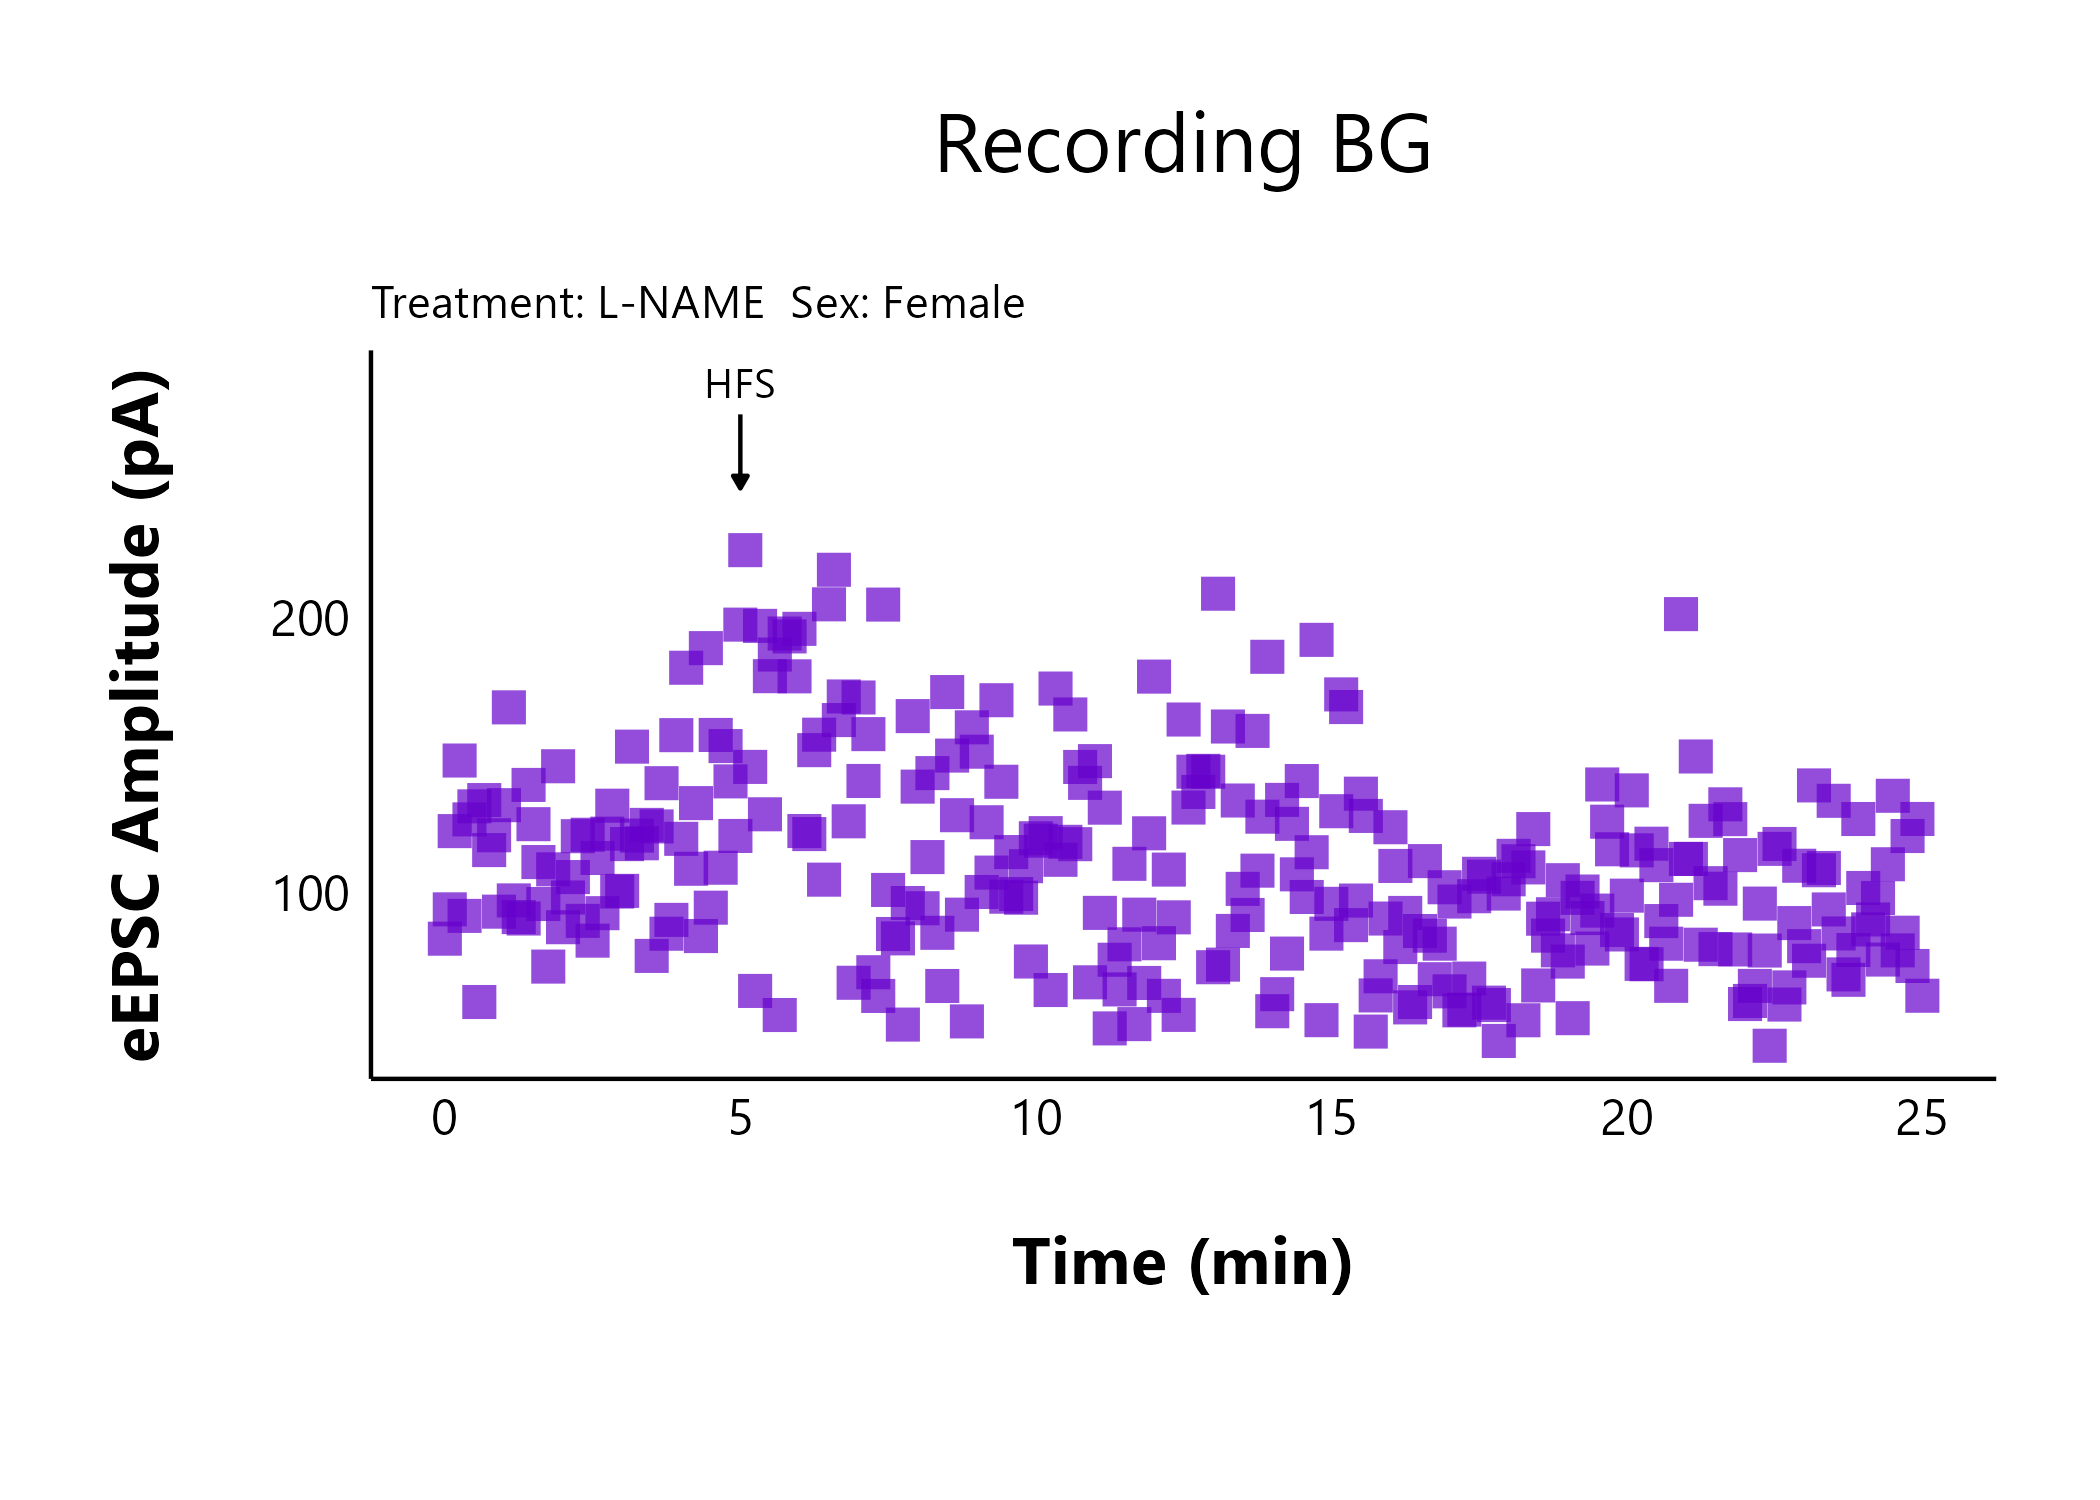 Recording BG
Treatment: L-NAME  Sex: Female
HFS
eEPSC Amplitude (pA)
200
100
0 5 10 15 20 25
Time (min)